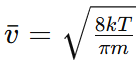 v̄ = √(8kT / πm)